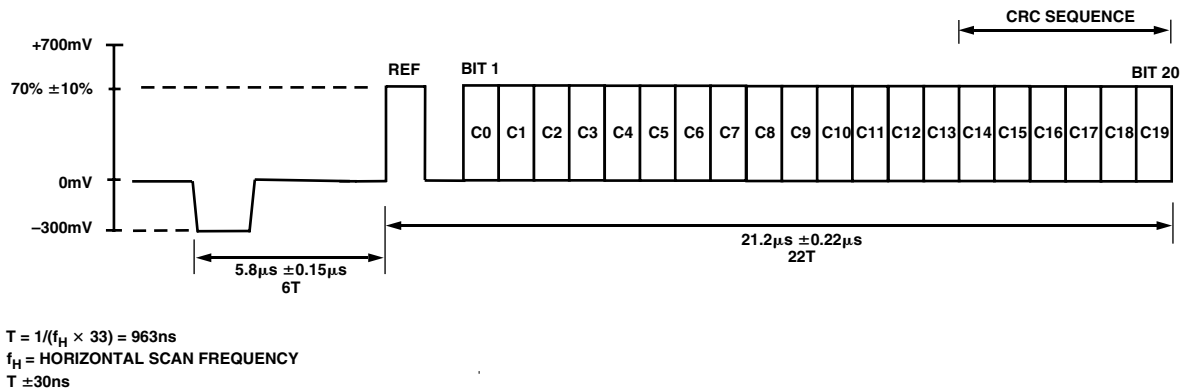 CRC SEQUENCE
+700mV
REF
BIT 1
BIT 20
70% ±10%
C0 C1 C2 C3 C4 C5 C6 C7 C8 C9 C10 C11 C12 C13 C14 C15 C16 C17 C18 C19
0mV
–300mV
21.2μs ±0.22μs
22T
5.8μs ±0.15μs
6T
T = 1/(fH × 33) = 963ns
fH = HORIZONTAL SCAN FREQUENCY
T ±30ns